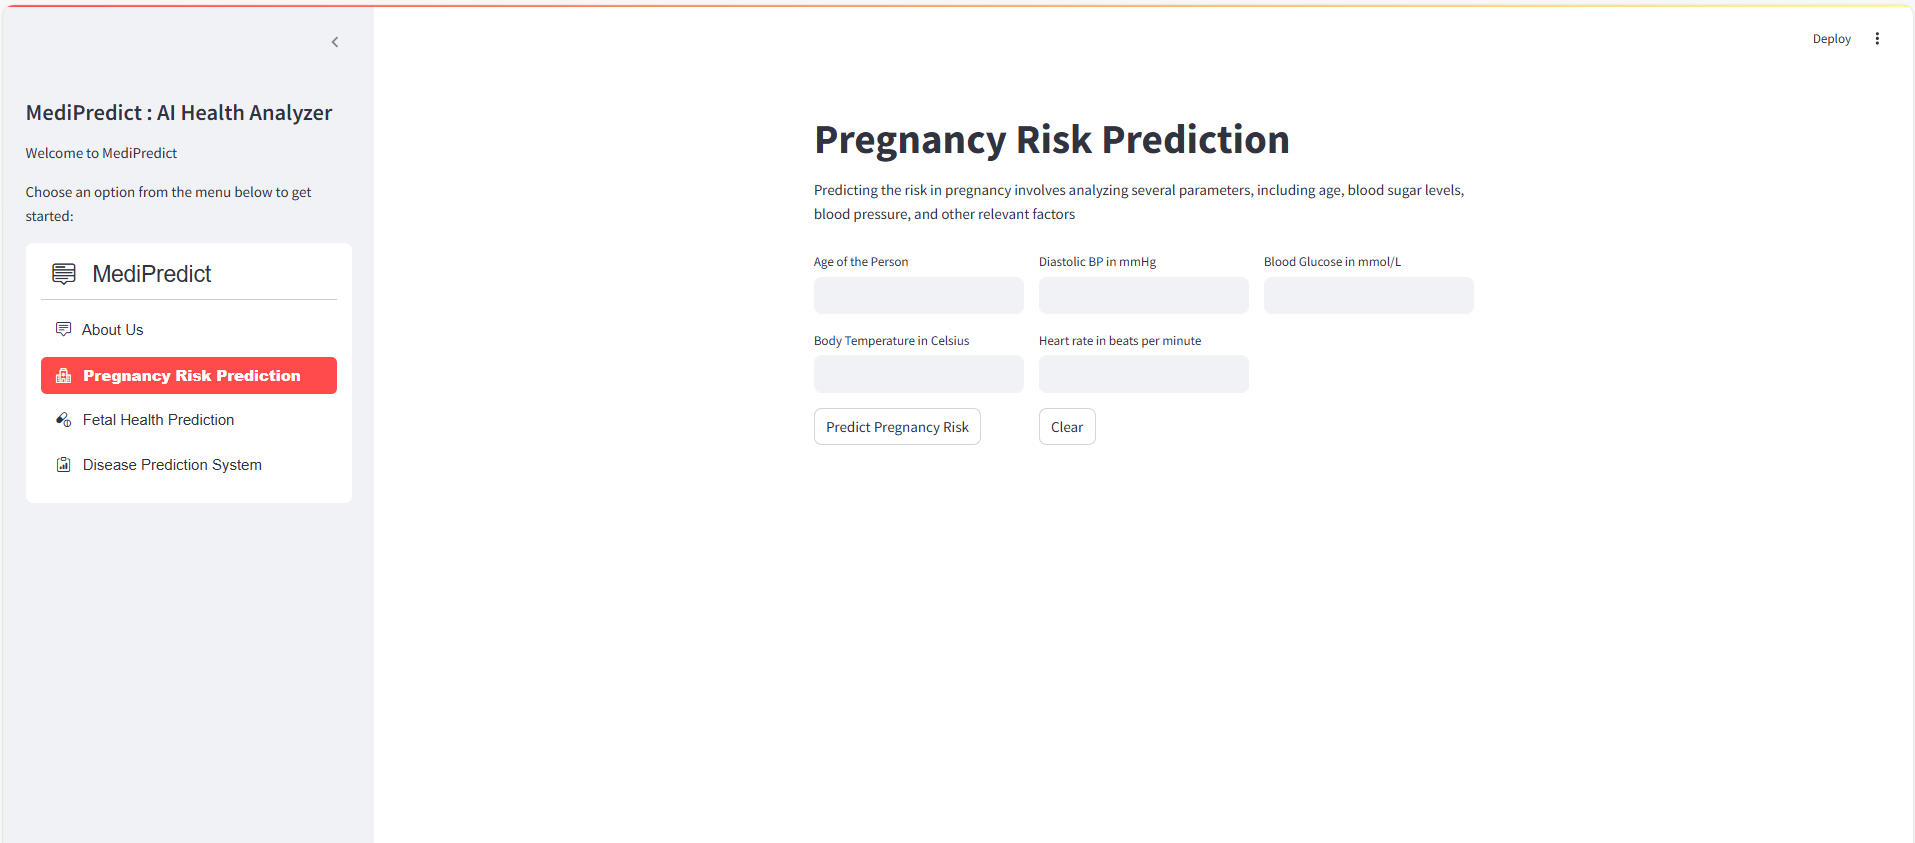 Deploy
MediPredict : AI Health Analyzer
Welcome to MediPredict
Choose an option from the menu below to get
started:
MediPredict
About Us
Pregnancy Risk Prediction
Fetal Health Prediction
Disease Prediction System
Pregnancy Risk Prediction
Predicting the risk in pregnancy involves analyzing several parameters, including age, blood sugar levels,
blood pressure, and other relevant factors
Age of the Person
Diastolic BP in mmHg
Blood Glucose in mmol/L
Body Temperature in Celsius
Heart rate in beats per minute
Predict Pregnancy Risk
Clear